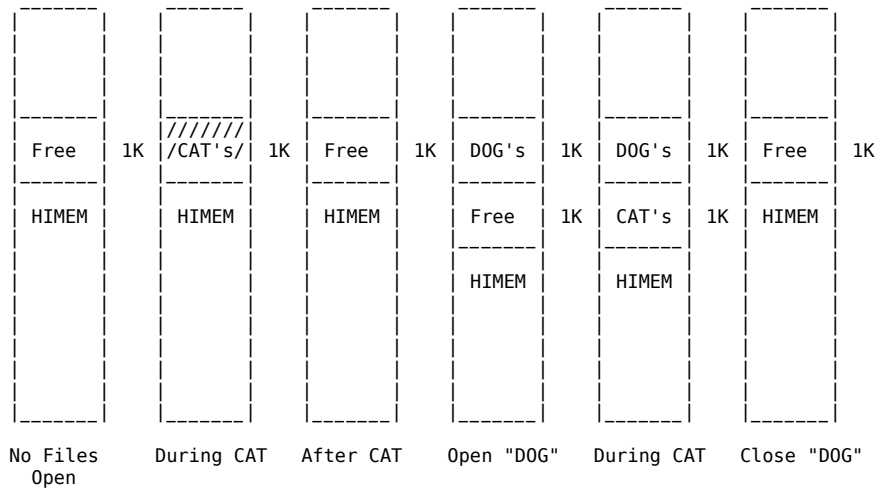 ///////
Free 1K /CAT's/ 1K Free 1K DOG's 1K DOG's 1K Free 1K
HIMEM HIMEM HIMEM Free 1K CAT's 1K HIMEM
HIMEM HIMEM
No Files During CAT After CAT Open "DOG" During CAT Close "DOG"
Open